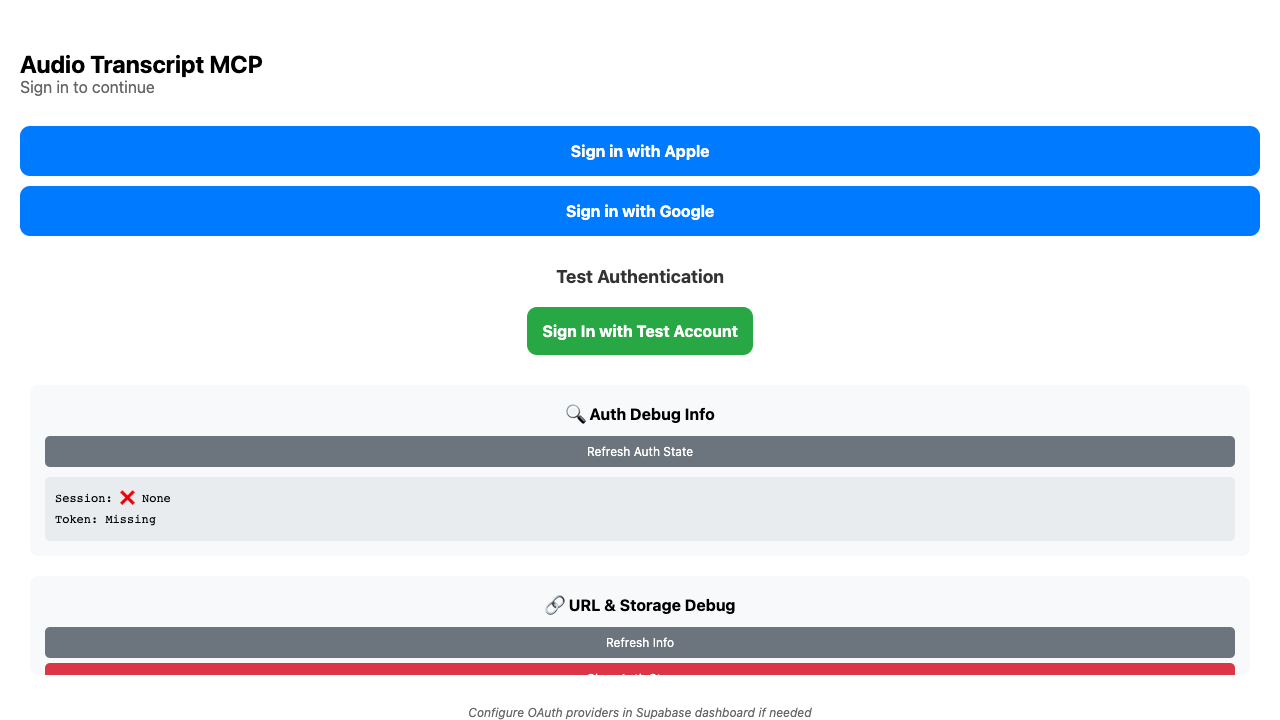 Audio Transcript MCP
Sign in to continue
Sign in with Apple
Sign in with Google
Test Authentication
Sign In with Test Account
🔍 Auth Debug Info
Refresh Auth State
Session: ❌ None
Token: Missing
🔗 URL & Storage Debug
Refresh Info
Configure OAuth providers in Supabase dashboard if needed